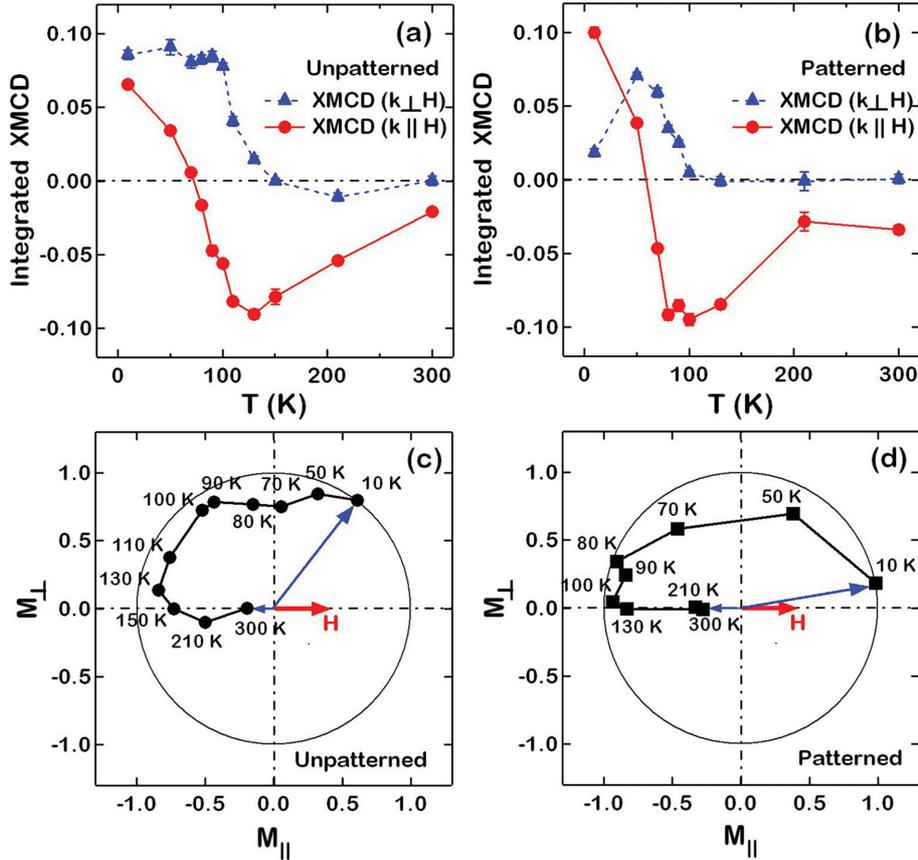 (a)
Unpatterned
XMCD (k⊥H)
XMCD (k || H)
Integrated XMCD
0.10
0.05
0.00
-0.05
-0.10
0 100 200 300
T (K)
(b)
Patterned
XMCD (k⊥H)
XMCD (k || H)
Integrated XMCD
0.10
0.05
0.00
-0.05
-0.10
0 100 200 300
T (K)
(c)
M⊥
1.0
0.5
0.0
-0.5
-1.0
90 K 70 K 50 K 10 K
100 K 80 K
110 K
130 K
150 K 210 K 300 K
H
Unpatterned
-1.0 -0.5 0.0 0.5 1.0
M||
(d)
M⊥
1.0
0.5
0.0
-0.5
-1.0
70 K 50 K
80 K
90 K 10 K
100 K 210 K
130 K 300 K
H
Patterned
-1.0 -0.5 0.0 0.5 1.0
M||